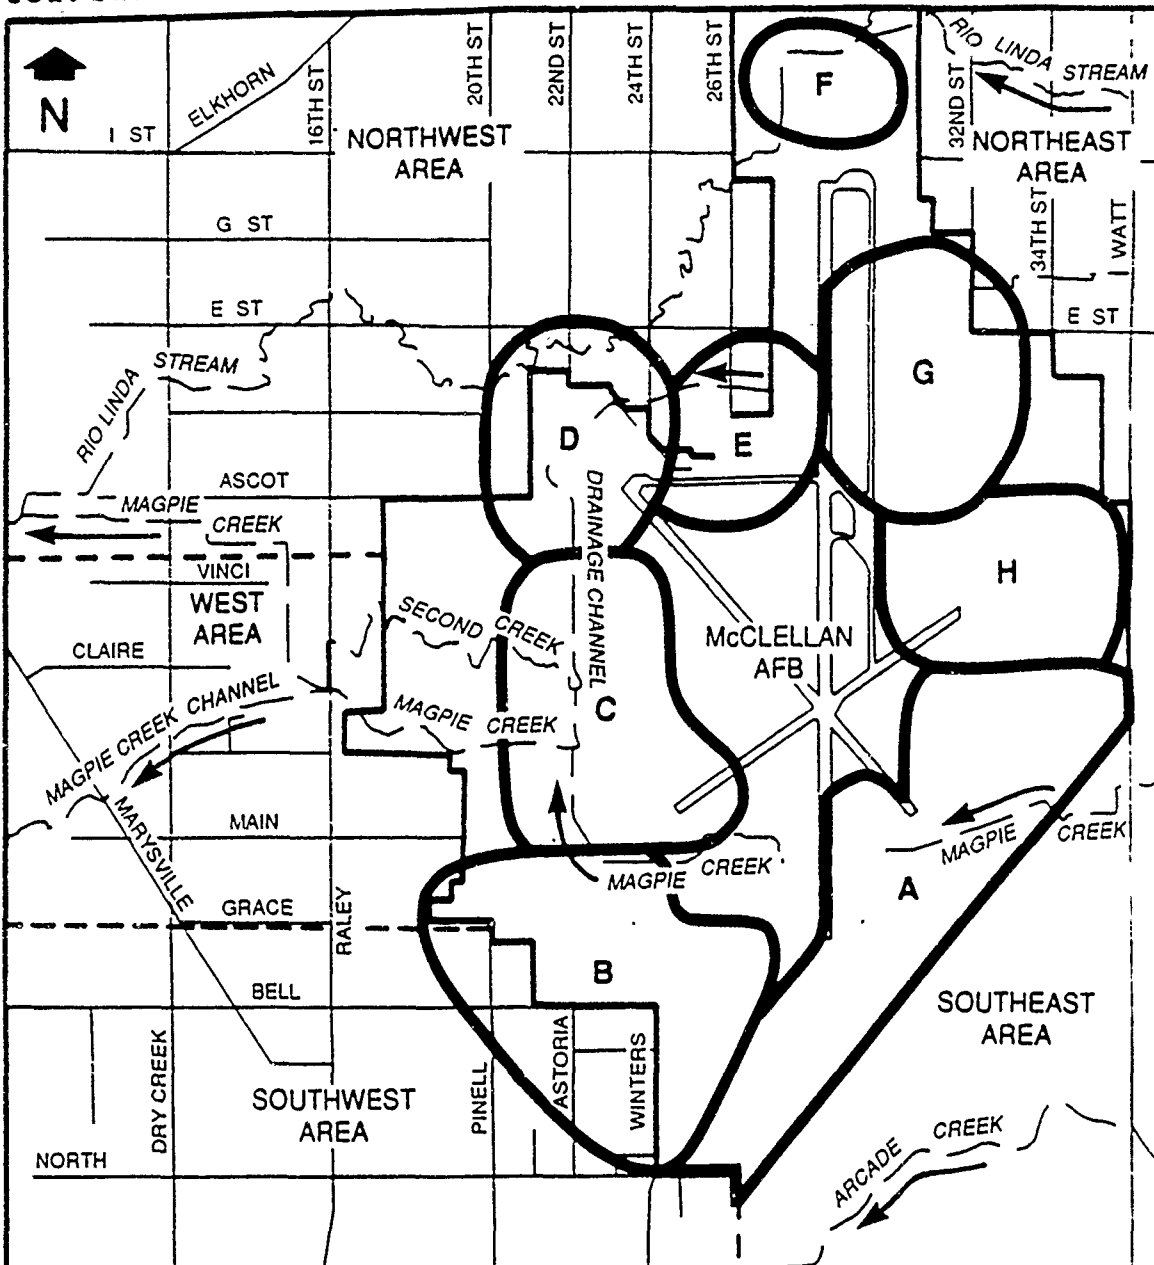 RIO LINDA
STREAM
32ND ST
26TH ST
24TH ST
22ND ST
20TH ST
16TH ST
ELKHORN
F
N
I ST
NORTHWEST
AREA
NORTHEAST
AREA
34TH ST
WATT
G ST
E ST
E ST
STREAM
RIO LINDA
G
D
E
ASCOT
MAGPIE
CREEK
DRAINAGE CHANNEL
VINCI
WEST
AREA
H
SECOND CREEK
McCLELLAN
AFB
CLAIRE
MAGPIE CREEK CHANNEL
MAGPIE CREEK
C
MARYSVILLE
MAIN
MAGPIE CREEK
MAGPIE CREEK
A
GRACE
RALEY
B
BELL
SOUTHEAST
AREA
DRY CREEK
PINELL
ASTORIA
WINTERS
SOUTHWEST
AREA
ARCADE CREEK
NORTH